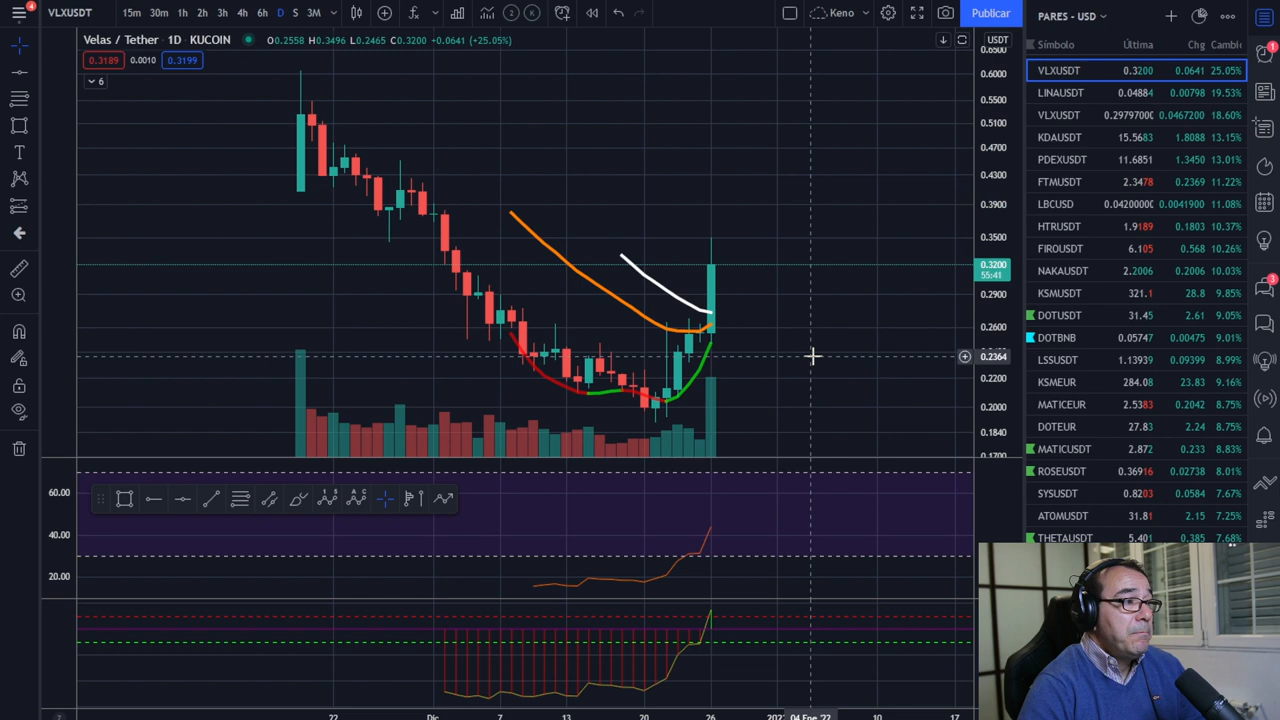 4
VLXUSDT
15m 30m 1h 2h 3h 4h 6h D S 3M
2 K
Keno
Publicar
PARES - USD
Velas / Tether 1D KUCOIN O0.2558 H0.3496 L0.2465 C0.3200 +0.0641 (+25.05%)
0.3189 0.0010 0.3199
6
USDT
0.6500
0.6000
0.5500
0.5100
0.4700
0.4300
0.3900
0.3500
0.3200
55:41
0.2900
0.2600
0.2364
0.2200
0.2000
0.1840
0.1700
60.00
40.00
20.00
22 Dic 7 13 20 26 04 Ene '22 10 17
Símbolo Última Chg Cambio
VLXUSDT 0.3200 0.0641 25.05%
LINAUSDT 0.04884 0.00798 19.53%
VLXUSDT 0.2979700 0.0467200 18.60%
KDAUSDT 15.5683 1.8088 13.15%
PDEXUSDT 11.6851 1.3450 13.01%
FTMUSDT 2.3478 0.2369 11.22%
LBCUSD 0.04200000 0.0041900 11.08%
HTRUSDT 1.9189 0.1803 10.37%
FIROUSDT 6.105 0.568 10.26%
NAKAUSDT 2.2006 0.2006 10.03%
KSMUSDT 321.1 28.8 9.85%
DOTUSDT 31.45 2.61 9.05%
DOTBNB 0.05747 0.00475 9.01%
LSSUSDT 1.13939 0.09399 8.99%
KSMEUR 284.08 23.83 9.16%
MATICEUR 2.5383 0.2042 8.75%
DOTEUR 27.83 2.24 8.75%
MATICUSDT 2.872 0.233 8.83%
ROSEUSDT 0.36916 0.02738 8.01%
SYSUSDT 0.8203 0.0584 7.67%
ATOMUSDT 31.81 2.15 7.25%
THETAUSDT 5.401 0.385 7.68%
1
3